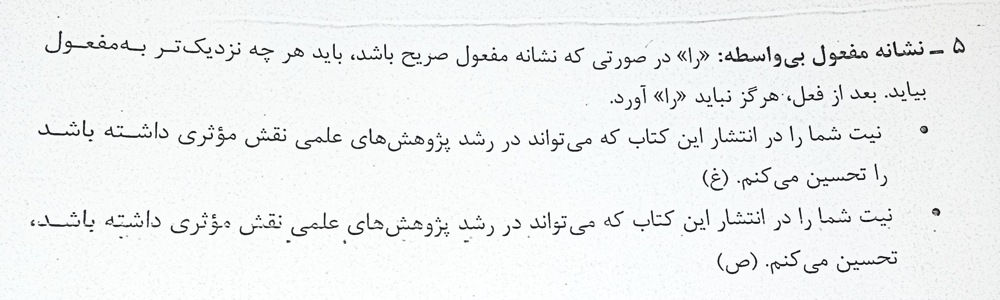 ۵ ـ نشانه مفعول بی‌واسطه: «را» در صورتی که نشانه مفعول صریح باشد، باید هر چه نزدیک‌تر به‌مفعول
بیاید. بعد از فعل، هرگز نباید «را» آورد.
● نیت شما را در انتشار این کتاب که می‌تواند در رشد پژوهش‌های علمی نقش مؤثری داشته باشد
را تحسین می‌کنم. (غ)
● نیت شما را در انتشار این کتاب که می‌تواند در رشد پژوهش‌های علمی نقش مؤثری داشته باشد،
تحسین می‌کنم. (ص)